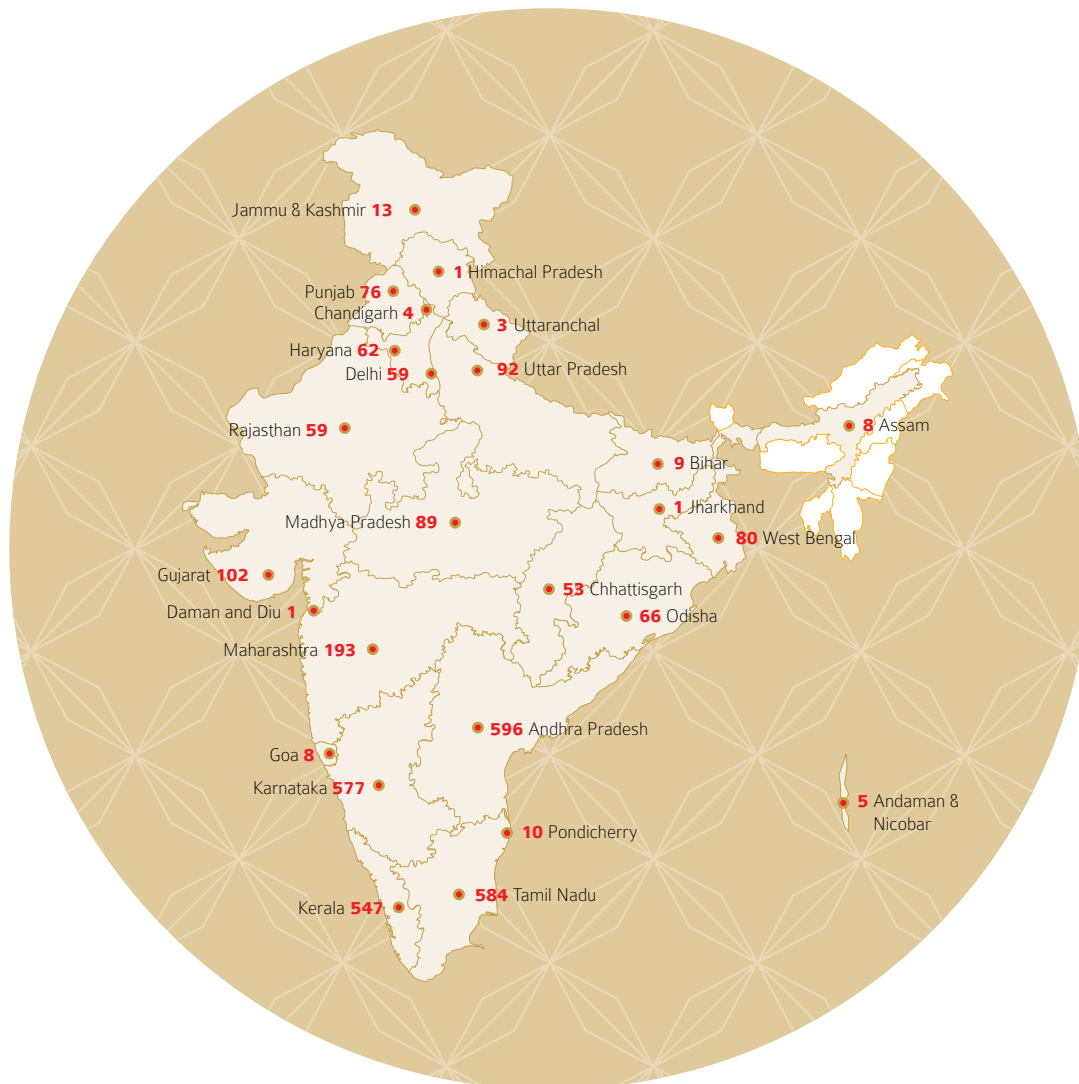 Jammu & Kashmir 13
1 Himachal Pradesh
Punjab 76
Chandigarh 4
3 Uttaranchal
Haryana 62
92 Uttar Pradesh
Delhi 59
8 Assam
Rajasthan 59
9 Bihar
1 Jharkhand
Madhya Pradesh 89
80 West Bengal
Gujarat 102
53 Chhattisgarh
Daman and Diu 1
66 Odisha
Maharashtra 193
596 Andhra Pradesh
Goa 8
Karnataka 577
5 Andaman &
Nicobar
10 Pondicherry
584 Tamil Nadu
Kerala 547